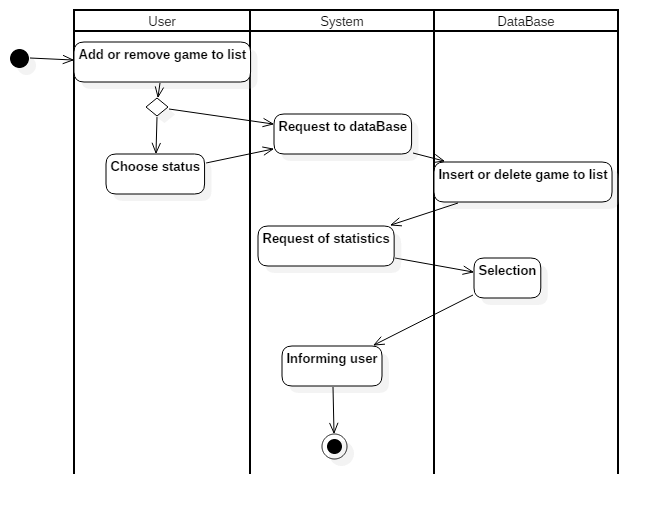 User
System
DataBase
Add or remove game to list
Request to dataBase
Choose status
Insert or delete game to list
Request of statistics
Selection
Informing user